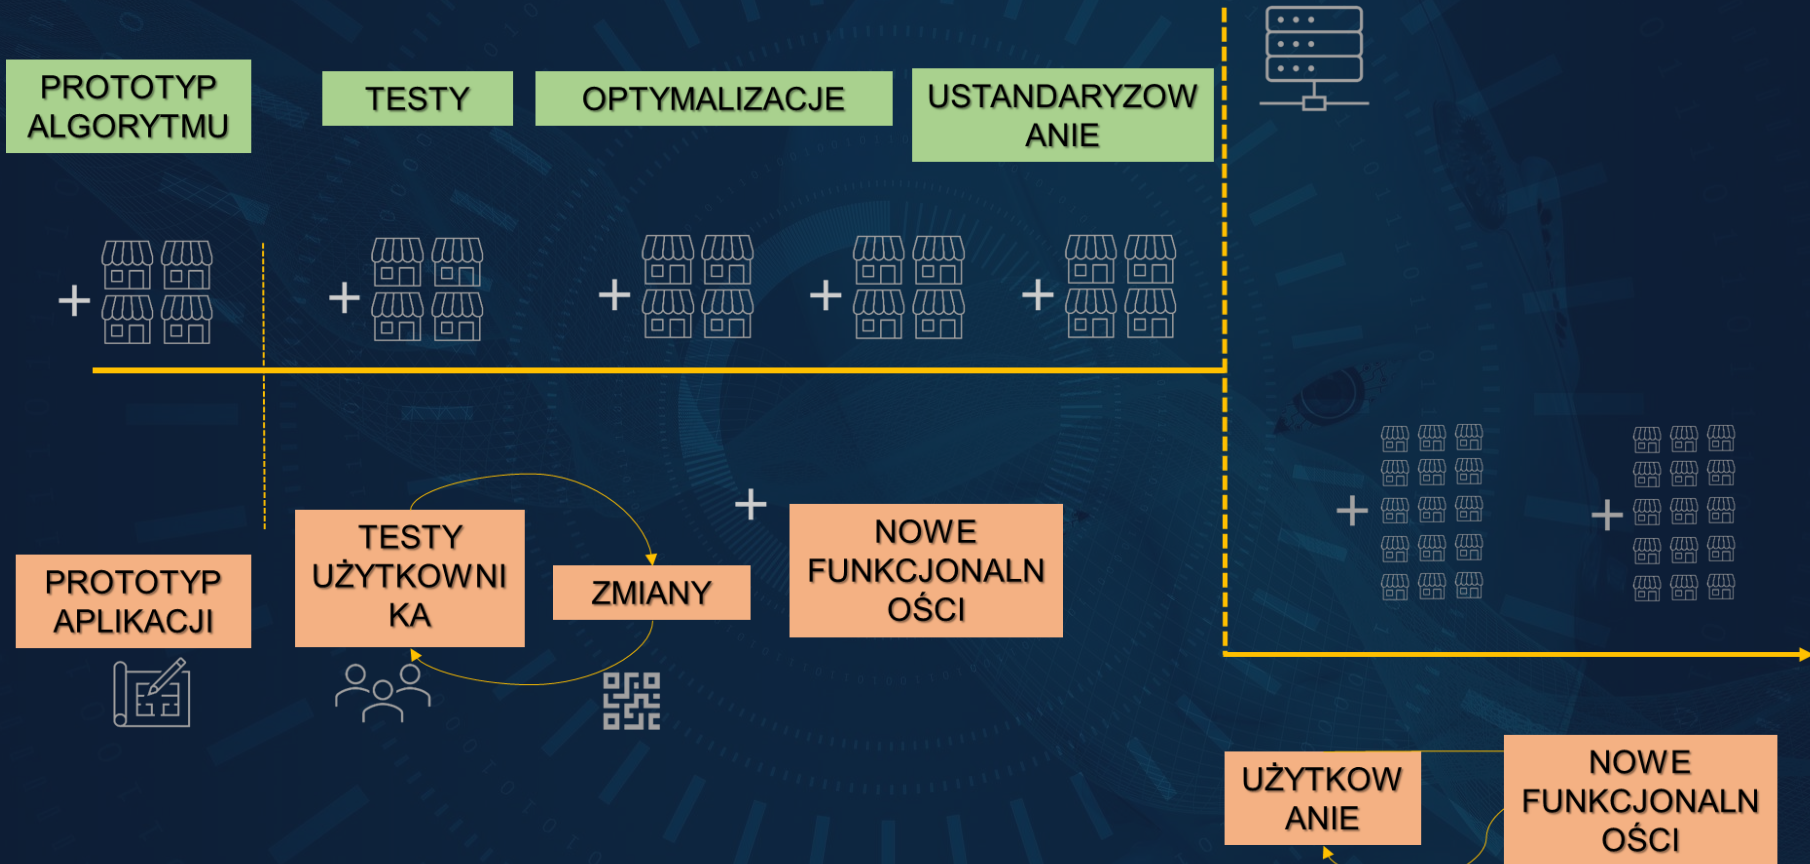 PROTOTYP
ALGORYTMU
TESTY
OPTYMALIZACJE
USTANDARYZOW
ANIE
PROTOTYP
APLIKACJI
TESTY
UŻYTKOWNI
KA
ZMIANY
NOWE
FUNKCJONALN
OŚCI
UŻYTKOW
ANIE
NOWE
FUNKCJONALN
OŚCI